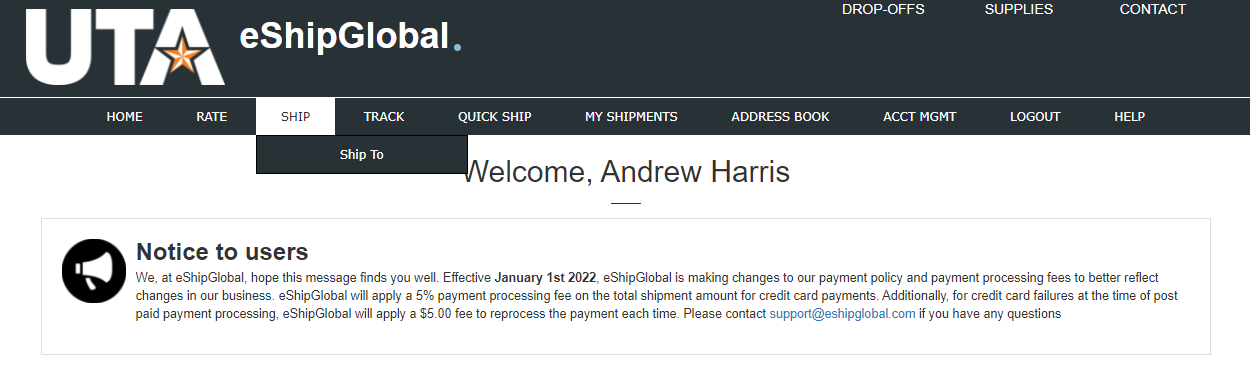 DROP-OFFS SUPPLIES CONTACT
UTA eShipGlobal.
HOME RATE SHIP TRACK QUICK SHIP MY SHIPMENTS ADDRESS BOOK ACCT MGMT LOGOUT HELP
Ship To
Welcome, Andrew Harris
Notice to users
We, at eShipGlobal, hope this message finds you well. Effective January 1st 2022, eShipGlobal is making changes to our payment policy and payment processing fees to better reflect
changes in our business. eShipGlobal will apply a 5% payment processing fee on the total shipment amount for credit card payments. Additionally, for credit card failures at the time of post
paid payment processing, eShipGlobal will apply a $5.00 fee to reprocess the payment each time. Please contact support@eshipglobal.com if you have any questions